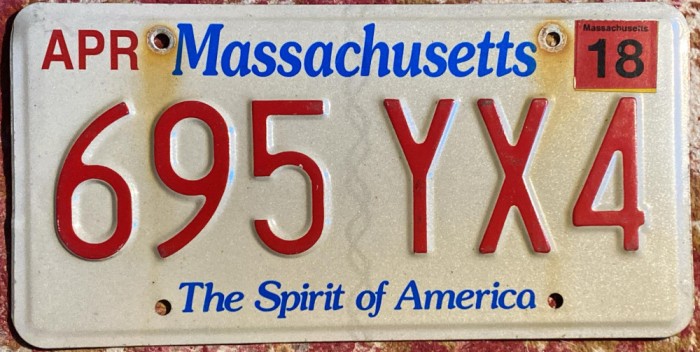 APR Massachusetts
Massachusetts
18
695 YX4
The Spirit of America